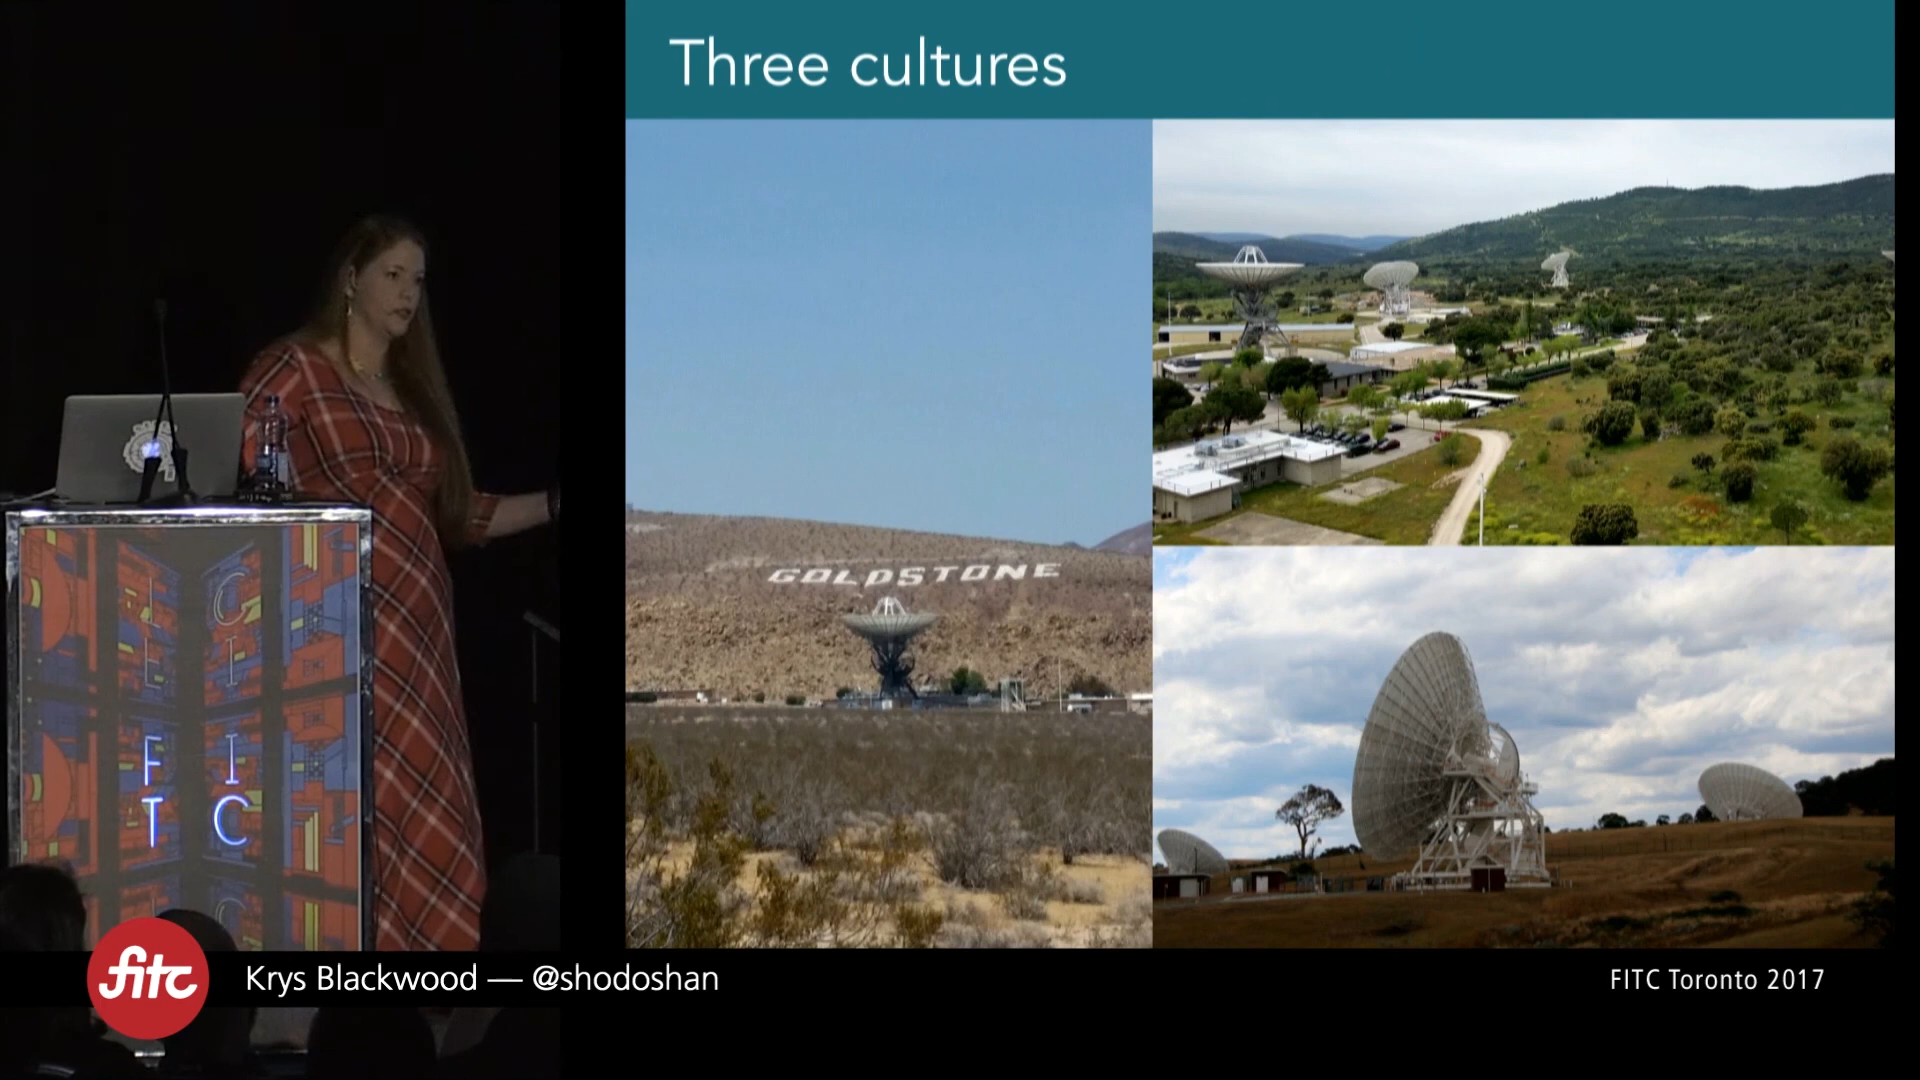 Three cultures
GOLDSTONE
C
I
F I
T C
fitc
Krys Blackwood — @shodoshan
FITC Toronto 2017